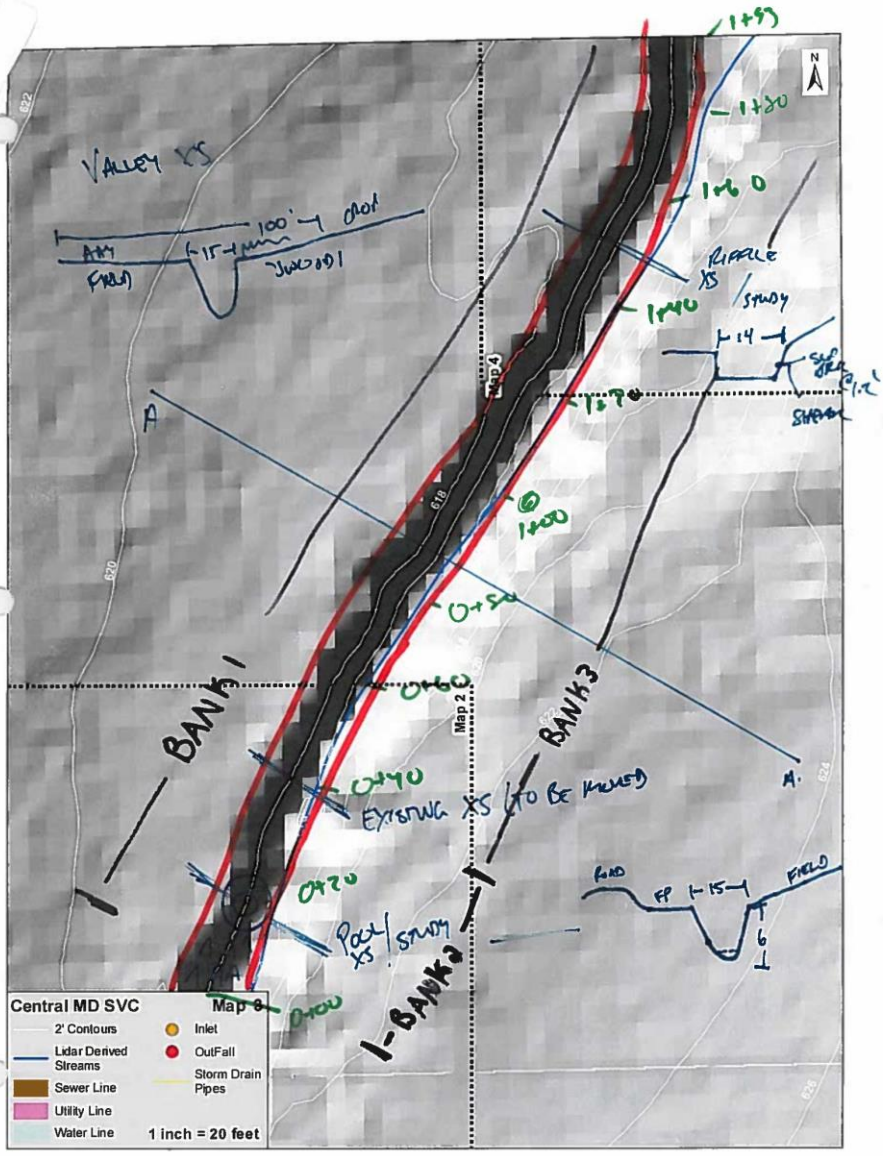 1+93
N
622
1+80
VALLEY XS
1+60
100'
CROP
15
FIELD
RIFFLE
XS / STUDY
1+40
14
Map 4
A
618
1+00
620
0+80
0+60
Map 2
BANK 1
BANK 3
622
624
A'
0+40
EXISTING XS / TO BE
ROAD
FP
15
FIELD
6
0+20
POOL / STUDY
XS
1-BANK2
0+00
Central MD SVC
Map 3
2' Contours
Lidar Derived
Streams
Sewer Line
Utility Line
Water Line
Inlet
OutFall
Storm Drain
Pipes
1 inch = 20 feet
626